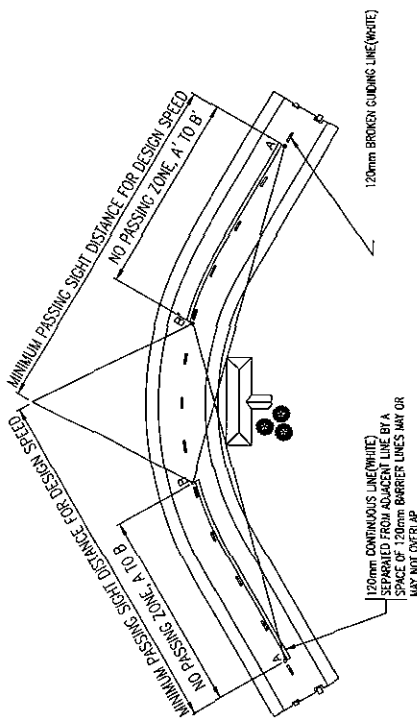 MINIMUM PASSING SIGHT DISTANCE FOR DESIGN SPEED
NO PASSING ZONE, A' TO B'
MINIMUM PASSING SIGHT DISTANCE FOR DESIGN SPEED
NO PASSING ZONE, A TO B
A
B
B'
A'
120mm BROKEN GUIDING LINE(WHITE)
120mm CONTINUOUS LINE(WHITE)
SEPARATED FROM ADJACENT LINE BY A
SPACE OF 120mm BARRIER LINES MAY OR
MAY NOT OVERLAP